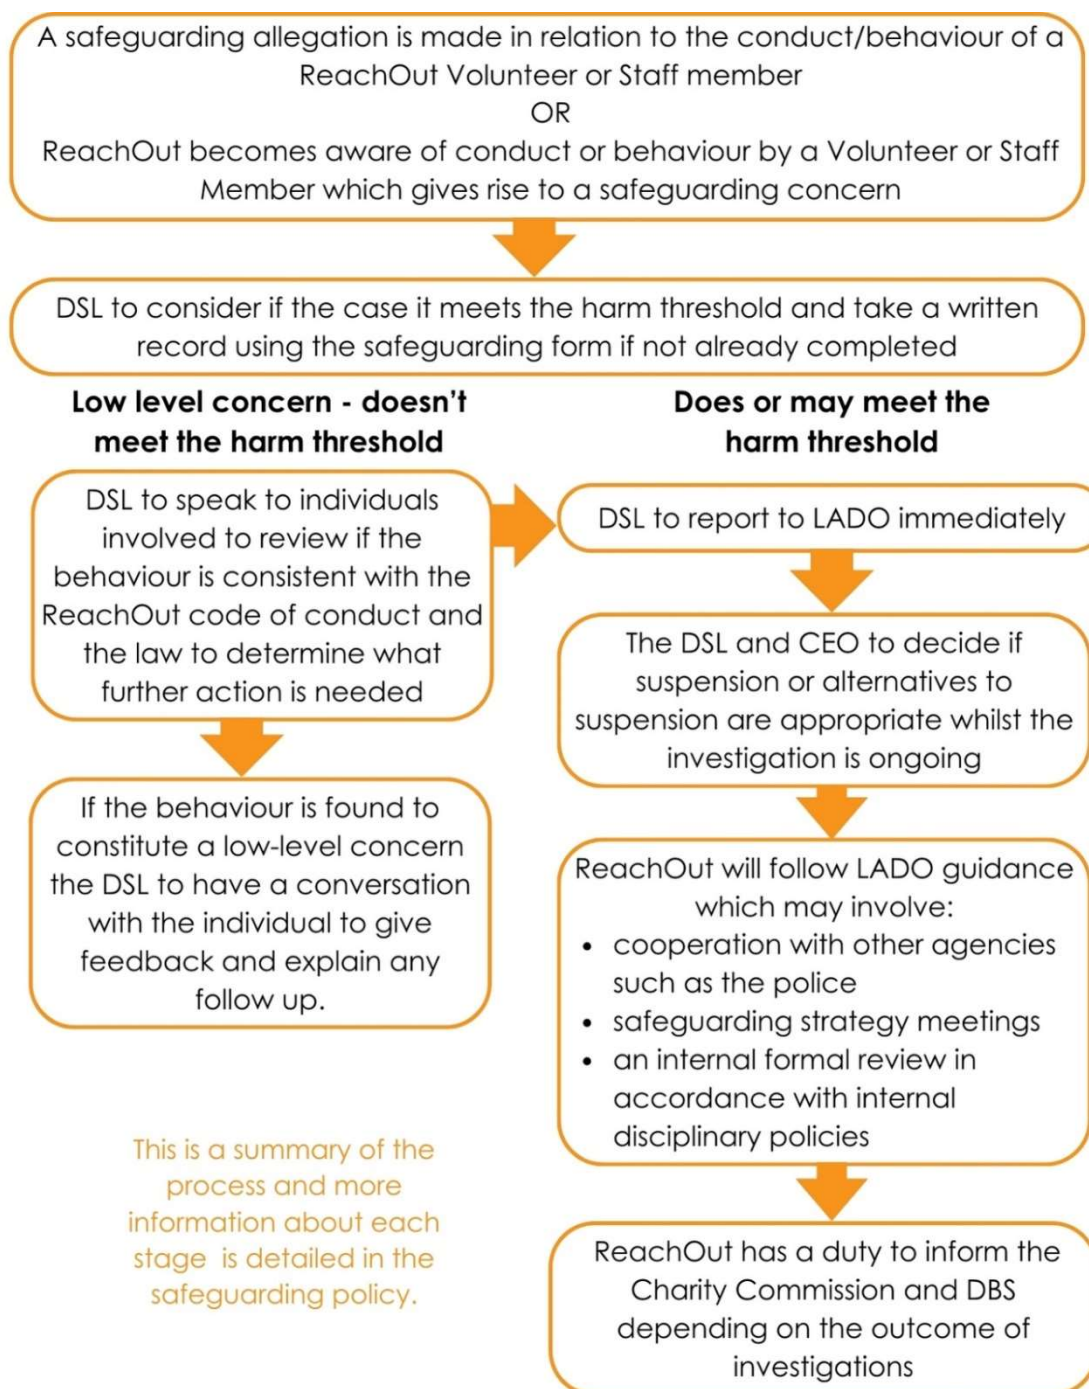 A safeguarding allegation is made in relation to the conduct/behaviour of a
ReachOut Volunteer or Staff member
OR
ReachOut becomes aware of conduct or behaviour by a Volunteer or Staff
Member which gives rise to a safeguarding concern
DSL to consider if the case it meets the harm threshold and take a written
record using the safeguarding form if not already completed
Low level concern - doesn't
meet the harm threshold
DSL to speak to individuals
involved to review if the
behaviour is consistent with the
ReachOut code of conduct and
the law to determine what
further action is needed
If the behaviour is found to
constitute a low-level concern
the DSL to have a conversation
with the individual to give
feedback and explain any
follow up.
This is a summary of the
process and more
information about each
stage is detailed in the
safeguarding policy.
Does or may meet the
harm threshold
DSL to report to LADO immediately
The DSL and CEO to decide if
suspension or alternatives to
suspension are appropriate whilst the
investigation is ongoing
ReachOut will follow LADO guidance
which may involve:
• cooperation with other agencies
such as the police
• safeguarding strategy meetings
• an internal formal review in
accordance with internal
disciplinary policies
ReachOut has a duty to inform the
Charity Commission and DBS
depending on the outcome of
investigations